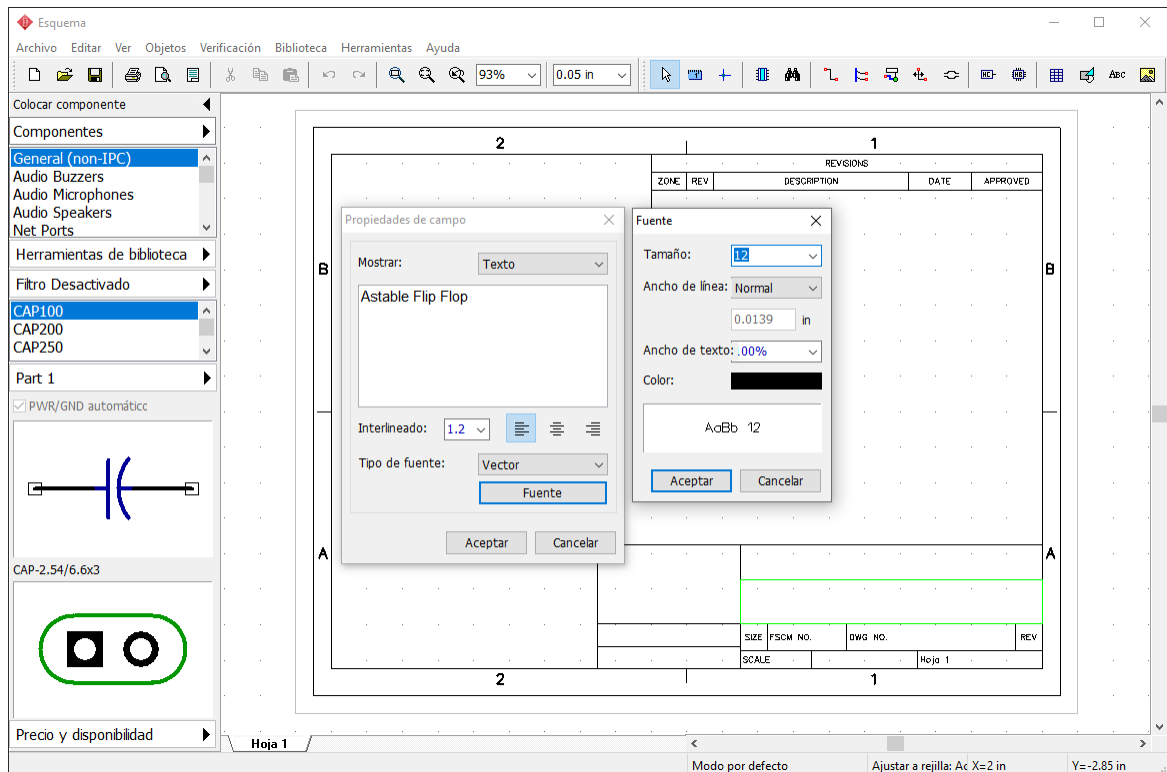 Esquema
Archivo Editar Ver Objetos Verificación Biblioteca Herramientas Ayuda
93% 0.05 in ABC
Colocar componente
Componentes
General (non-IPC)
Audio Buzzers
Audio Microphones
Audio Speakers
Net Ports
Herramientas de biblioteca
Filtro Desactivado
CAP100
CAP200
CAP250
Part 1
PWR/GND automátic
CAP-2.54/6.6x3
Precio y disponibilidad
2 1
REVISIONS
ZONE REV DESCRIPTION DATE APPROVED
B B
Propiedades de campo
Mostrar: Texto
Astable Flip Flop
Interlineado: 1.2
Tipo de fuente: Vector
Fuente
Aceptar Cancelar
Fuente
Tamaño: 12
Ancho de línea: Normal
0.0139 in
Ancho de texto: 00%
Color:
AaBb 12
Aceptar Cancelar
A A
SIZE FSCM NO. DWG NO. REV
SCALE Hoja 1
2 1
Hoja 1
Modo por defecto Ajustar a rejilla: Ac X=2 in Y=-2.85 in